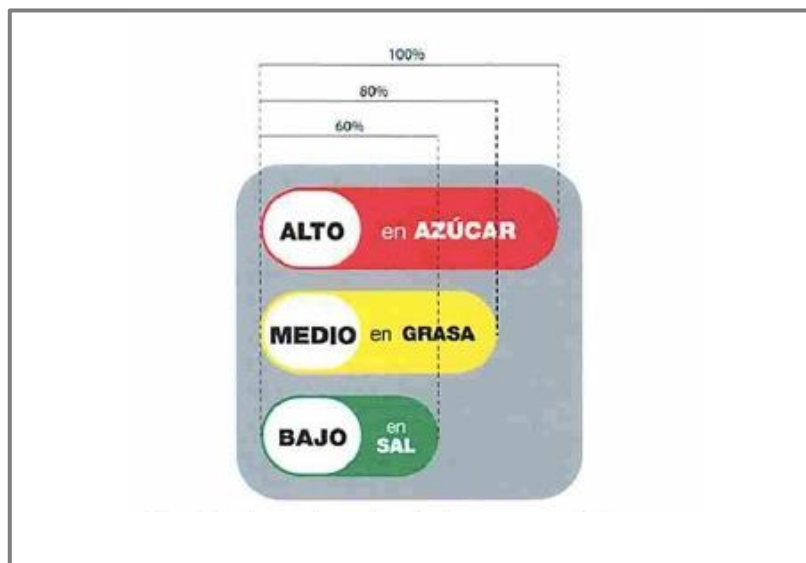 100%
80%
60%
ALTO en AZÚCAR
MEDIO en GRASA
BAJO en SAL